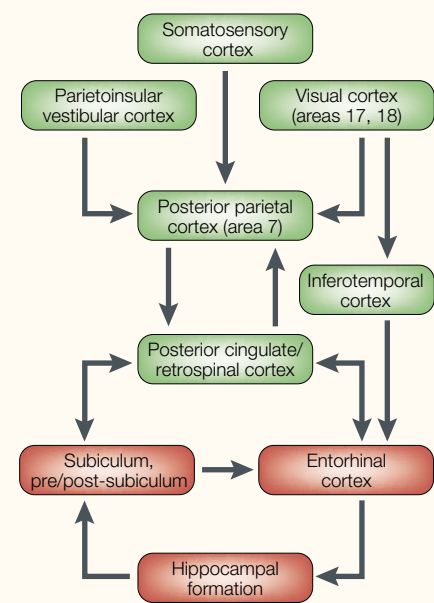 Somatosensory
cortex
Parietoinsular
vestibular cortex
Visual cortex
(areas 17, 18)
Posterior parietal
cortex (area 7)
Inferotemporal
cortex
Posterior cingulate/
retrospinal cortex
Subiculum,
pre/post-subiculum
Entorhinal
cortex
Hippocampal
formation